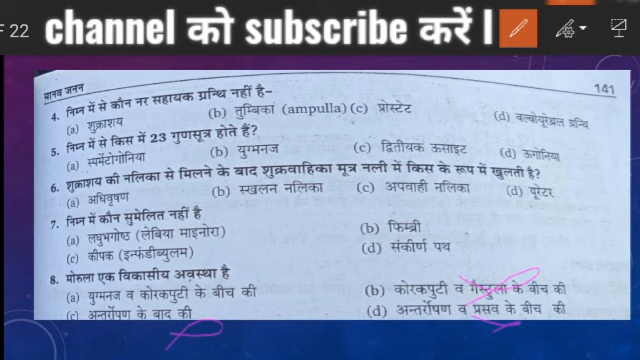 F 22 channel को subscribe करें l
मानव जनन 141
4. निम्न में से कौन नर सहायक ग्रन्थि नहीं है-
(a) शुक्राशय (b) तुम्बिकां (ampulla) (c) प्रोस्टेट (d) बल्बोयूरेथ्रल ग्रन्थि
5. निम्न में से किस में 23 गुणसूत्र होते हैं?
(a) स्पर्मेटोगोनिया (b) युग्मनज (c) द्वितीयक ऊसाइट (d) ऊगोनिया
6. शुक्राशय की नलिका से मिलने के बाद शुक्रवाहिका मूत्र नली में किस के रूप में खुलती है?
(a) अधिवृषण (b) स्खलन नलिका (c) अपवाही नलिका (d) यूरेटर
7. निम्न में कौन सुमेलित नहीं है
(a) लघुभगोष्ठ (लेबिया माइनोरा) (b) फिम्ब्री
(c) कीपक (इन्फंडीब्युलम) (d) संकीर्ण पथ
8. मोरुला एक विकासीय अवस्था है
(a) युग्मनज व कोरकपुटी के बीच की (b) कोरकपुटी व गैस्टुला के बीच की
(c) अन्तर्रोपण के बाद की (d) अन्तर्रोपण व प्रसव के बीच की